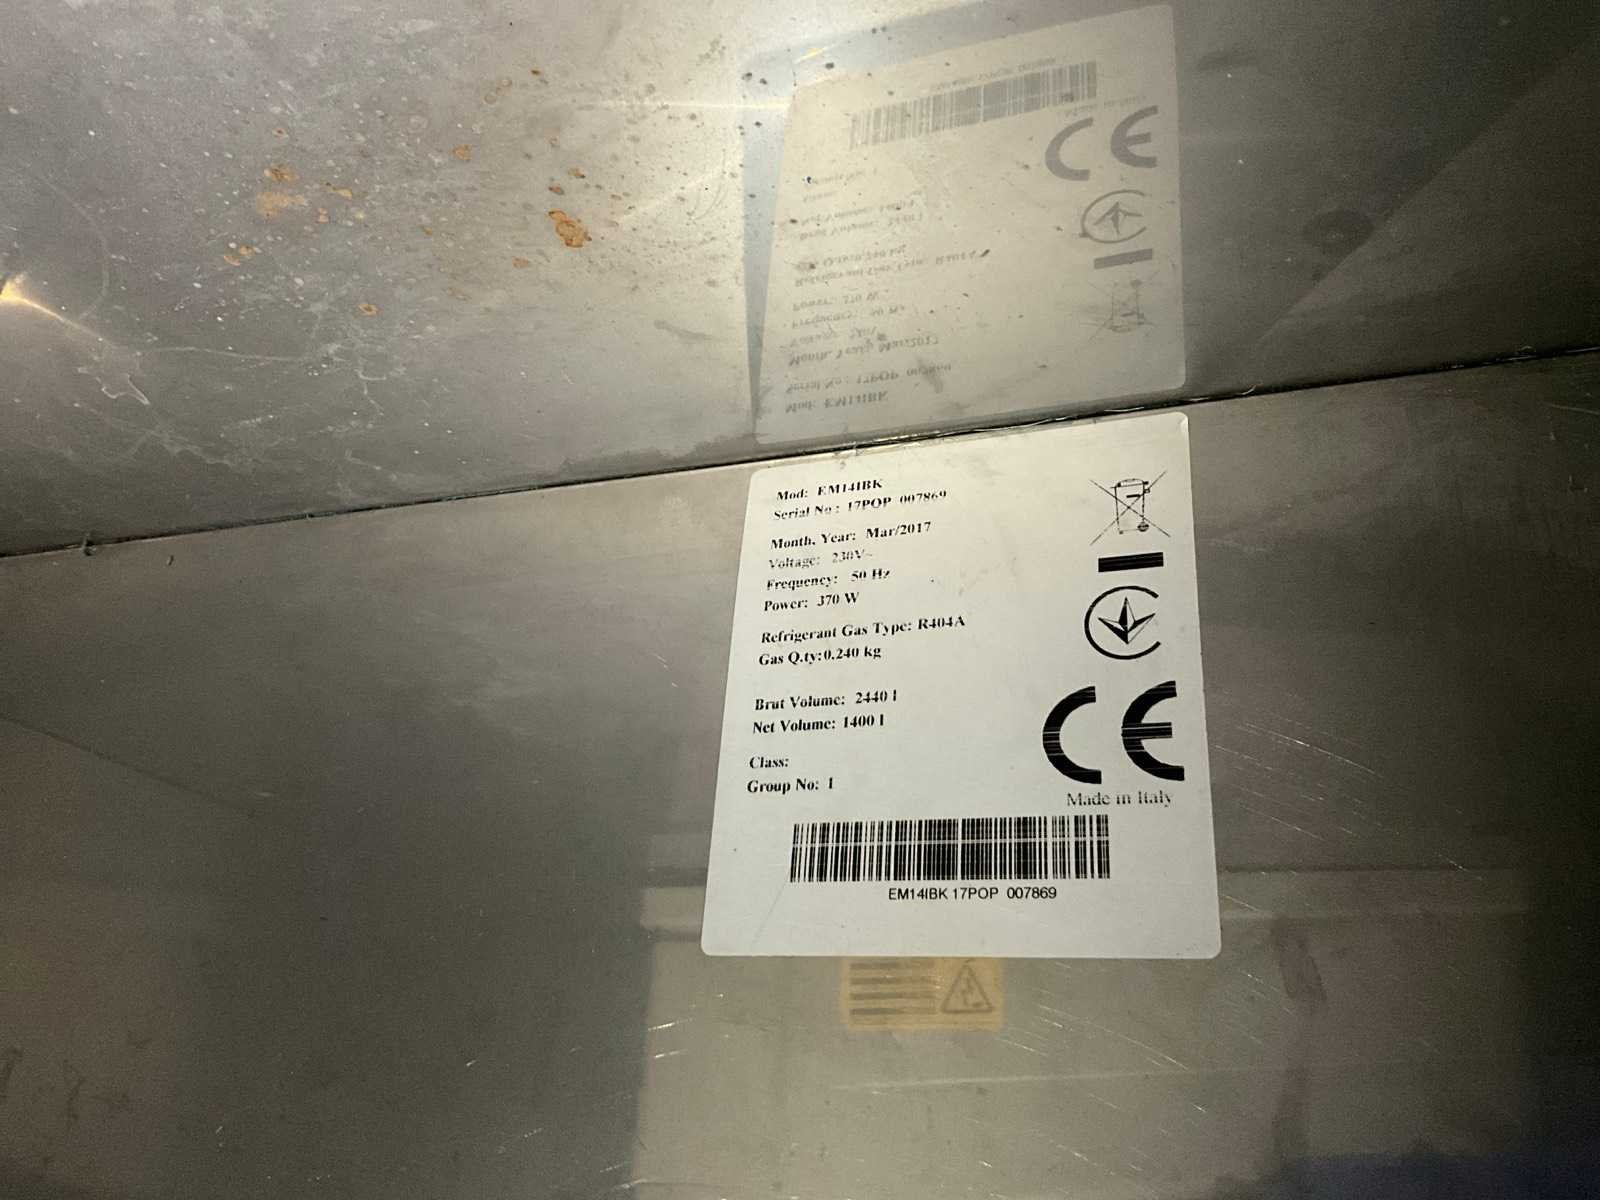 Mod: EM14IBK
Serial No : 17POP 007869
Month, Year: Mar/2017
Voltage: 230V~
Frequency: 50 Hz
Power: 370 W
Refrigerant Gas Type: R404A
Gas Q.ty:0.240 kg
Brut Volume: 2440 l
Net Volume: 1400 l
Class:
Group No: 1
CE
Made in Italy
EM14IBK 17POP 007869